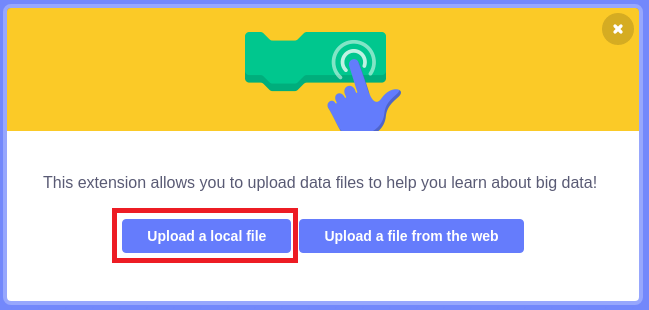 This extension allows you to upload data files to help you learn about big data!
Upload a local file
Upload a file from the web